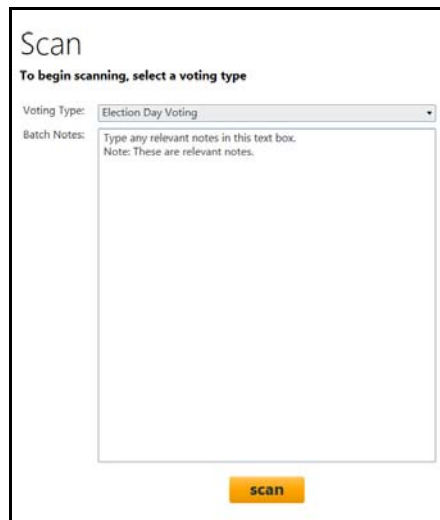 Scan
To begin scanning, select a voting type
Voting Type: Election Day Voting
Batch Notes: Type any relevant notes in this text box.
Note: These are relevant notes.
scan